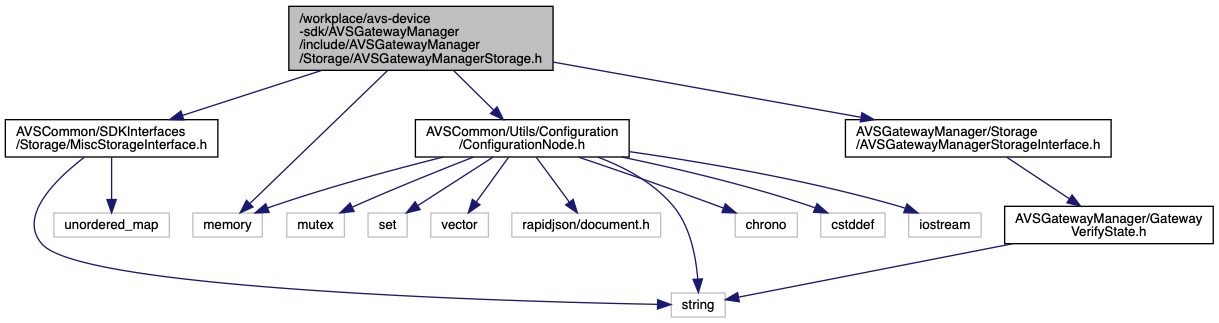 /workplace/avs-device
-sdk/AVSGatewayManager
/include/AVSGatewayManager
/Storage/AVSGatewayManagerStorage.h
AVSCommon/SDKInterfaces
/Storage/MiscStorageInterface.h
AVSCommon/Utils/Configuration
/ConfigurationNode.h
AVSGatewayManager/Storage
/AVSGatewayManagerStorageInterface.h
unordered_map
memory
mutex
set
vector
rapidjson/document.h
chrono
cstddef
iostream
AVSGatewayManager/Gateway
VerifyState.h
string